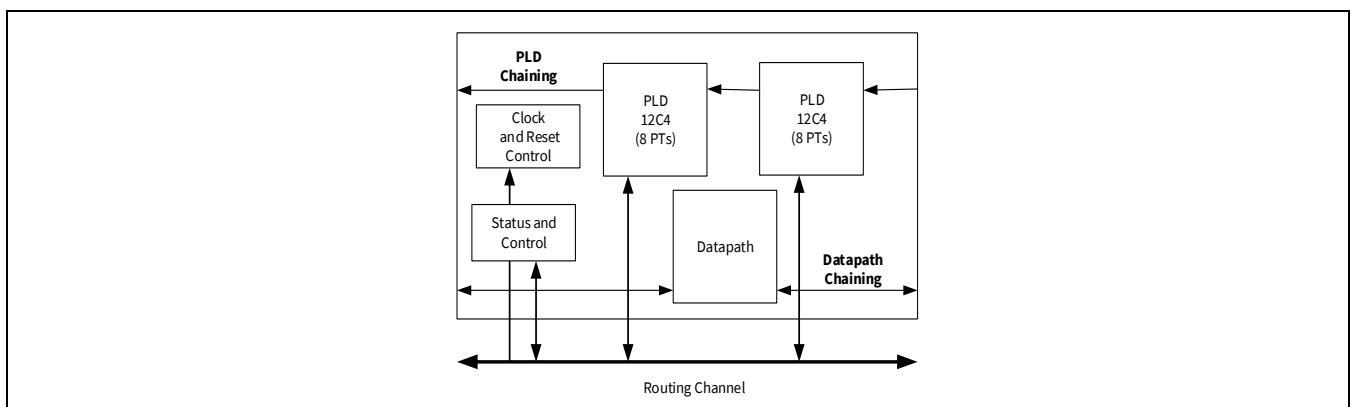 PLD
Chaining
PLD
12C4
(8 PTs)
PLD
12C4
(8 PTs)
Clock
and Reset
Control
Status and
Control
Datapath
Datapath
Chaining
Routing Channel